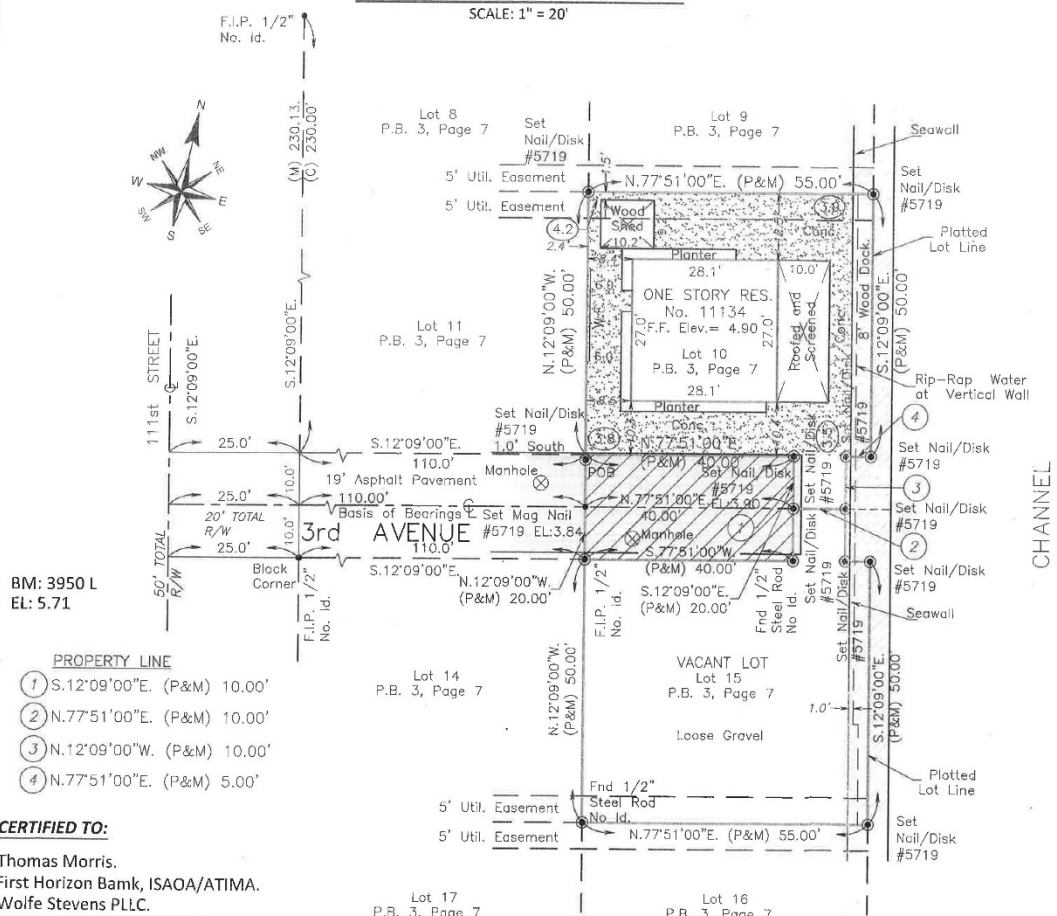 SCALE: 1" = 20'
F.I.P. 1/2"
No. Id.
(M) 230.13'
(C) 230.00'
N
NW
NE
W
E
SW
SE
S
Lot 8
P.B. 3, Page 7
Set
Nail/Disk
#5719
Lot 9
P.B. 3, Page 7
Seawall
Set
Nail/Disk
#5719
5' Util. Easement
N.77°51'00"E. (P&M) 55.00'
5' Util. Easement
Platted
Lot Line
4.2
Wood
Shed
10.2'
2.4'
3.9
Conc.
Planter
28.1'
10.0'
ONE STORY RES.
No. 11134
F.F. Elev.= 4.90
Lot 10
P.B. 3, Page 7
28.1'
Planter
27.0'
27.0'
6.0'
Roofed and
Screened
Conc.
8' Wood Dock
N.12°09'00"W.
(P&M) 50.00'
S.12°09'00"E.
(P&M) 50.00'
Lot 11
P.B. 3, Page 7
111st STREET
S.12°09'00"E.
S.12°09'00"E.
Rip-Rap Water
at Vertical Wall
4
Set Nail/Disk
#5719
1.0' South
Conc.
3.8
3.5
N.77°51'00"E
(P&M) 40.00'
POB
Set Nail/Disk
#5719
EL:3.90
Set Nail/Disk
#5719
Set Nail/Disk
#5719
3
CHANNEL
25.0'
S.12°09'00"E.
110.0'
10.0'
19' Asphalt Pavement
Manhole
25.0'
110.00'
Basis of Bearings
20' TOTAL
R/W
3rd AVENUE
Set Mag Nail
#5719 EL:3.84
N.77°51'00"E.
40.00'
1
Manhole
Set Nail/Disk
#5719
2
10.0'
25.0'
110.0'
S.12°09'00"E.
S.77°51'00"W
(P&M) 40.00'
50' TOTAL
R/W
Block
Corner
F.I.P. 1/2"
No Id.
N.12°09'00"W.
(P&M) 20.00'
F.I.P. 1/2"
No Id.
S.12°09'00"E.
(P&M) 20.00'
Fnd 1/2"
Steel Rod
No Id.
Set Nail/Disk
#5719
Set Nail/Disk
#5719
Set Nail/Disk
#5719
Seawall
BM: 3950 L
EL: 5.71
PROPERTY LINE
1 S.12°09'00"E. (P&M) 10.00'
2 N.77°51'00"E. (P&M) 10.00'
3 N.12°09'00"W. (P&M) 10.00'
4 N.77°51'00"E. (P&M) 5.00'
Lot 14
P.B. 3, Page 7
N.12°09'00"W.
(P&M) 50.00'
VACANT LOT
Lot 15
P.B. 3, Page 7
Loose Gravel
1.0'
S.12°09'00"E.
(P&M) 50.00'
Plotted
Lot Line
Fnd 1/2"
Steel Rod
No Id.
5' Util. Easement
5' Util. Easement
N.77°51'00"E. (P&M) 55.00'
Set
Nail/Disk
#5719
CERTIFIED TO:
Thomas Morris.
First Horizon Bamk, ISAOA/ATIMA.
Wolfe Stevens PLLC.
Lot 17
P.B. 3, Page 7
Lot 16
P.B. 3, Page 7